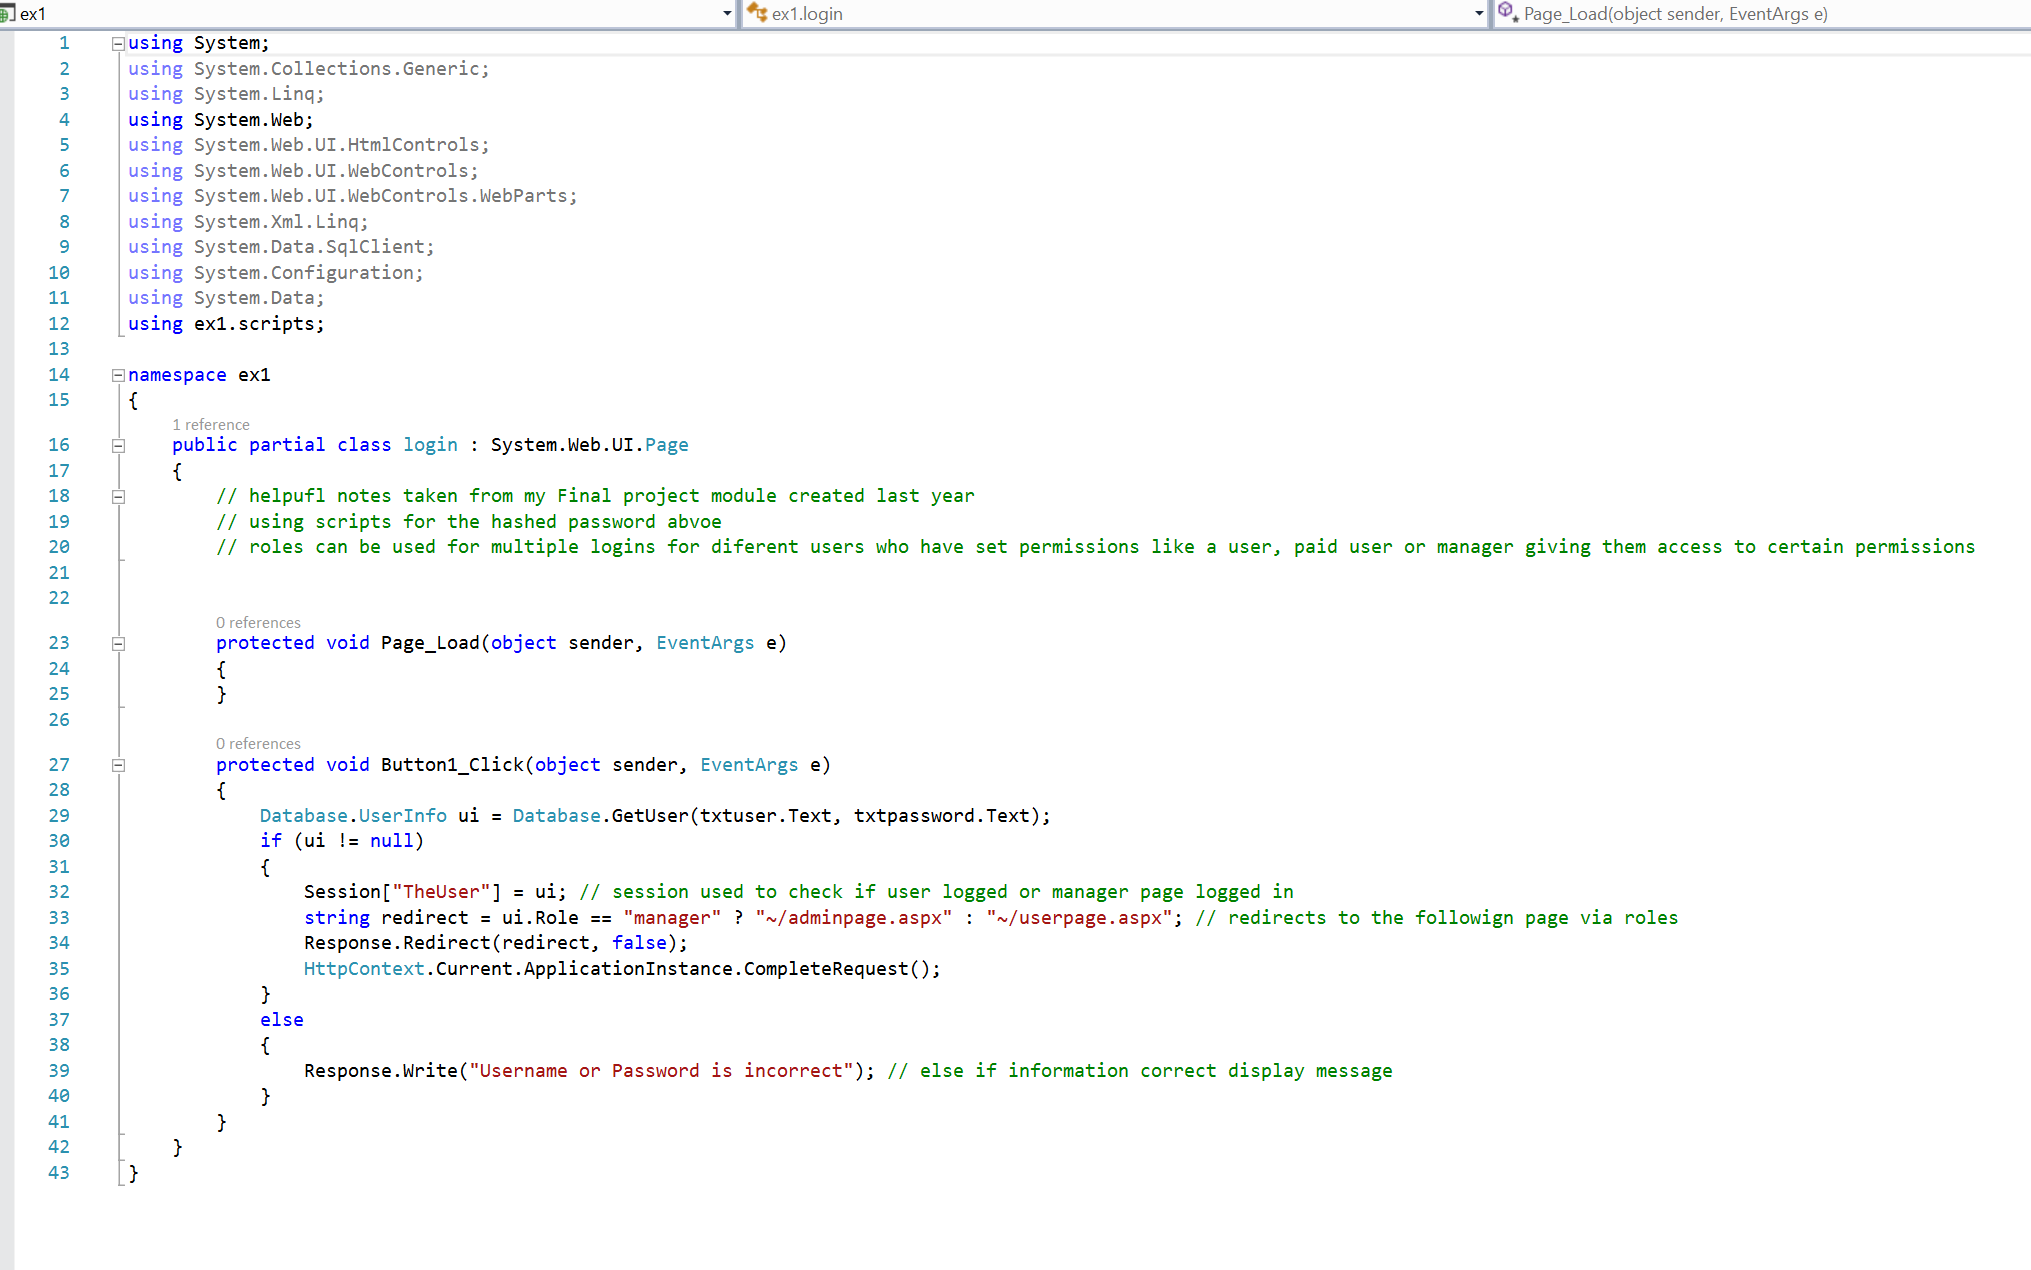 ex1 ex1.login Page_Load(object sender, EventArgs e)
1 using System;
2 using System.Collections.Generic;
3 using System.Linq;
4 using System.Web;
5 using System.Web.UI.HtmlControls;
6 using System.Web.UI.WebControls;
7 using System.Web.UI.WebControls.WebParts;
8 using System.Xml.Linq;
9 using System.Data.SqlClient;
10 using System.Configuration;
11 using System.Data;
12 using ex1.scripts;
13
14 namespace ex1
15 {
1 reference
16 public partial class login : System.Web.UI.Page
17 {
18 // helpufl notes taken from my Final project module created last year
19 // using scripts for the hashed password abvoe
20 // roles can be used for multiple logins for diferent users who have set permissions like a user, paid user or manager giving them access to certain permissions
21
22
0 references
23 protected void Page_Load(object sender, EventArgs e)
24 {
25 }
26
0 references
27 protected void Button1_Click(object sender, EventArgs e)
28 {
29 Database.UserInfo ui = Database.GetUser(txtuser.Text, txtpassword.Text);
30 if (ui != null)
31 {
32 Session["TheUser"] = ui; // session used to check if user logged or manager page logged in
33 string redirect = ui.Role == "manager" ? "~/adminpage.aspx" : "~/userpage.aspx"; // redirects to the followign page via roles
34 Response.Redirect(redirect, false);
35 HttpContext.Current.ApplicationInstance.CompleteRequest();
36 }
37 else
38 {
39 Response.Write("Username or Password is incorrect"); // else if information correct display message
40 }
41 }
42 }
43 }